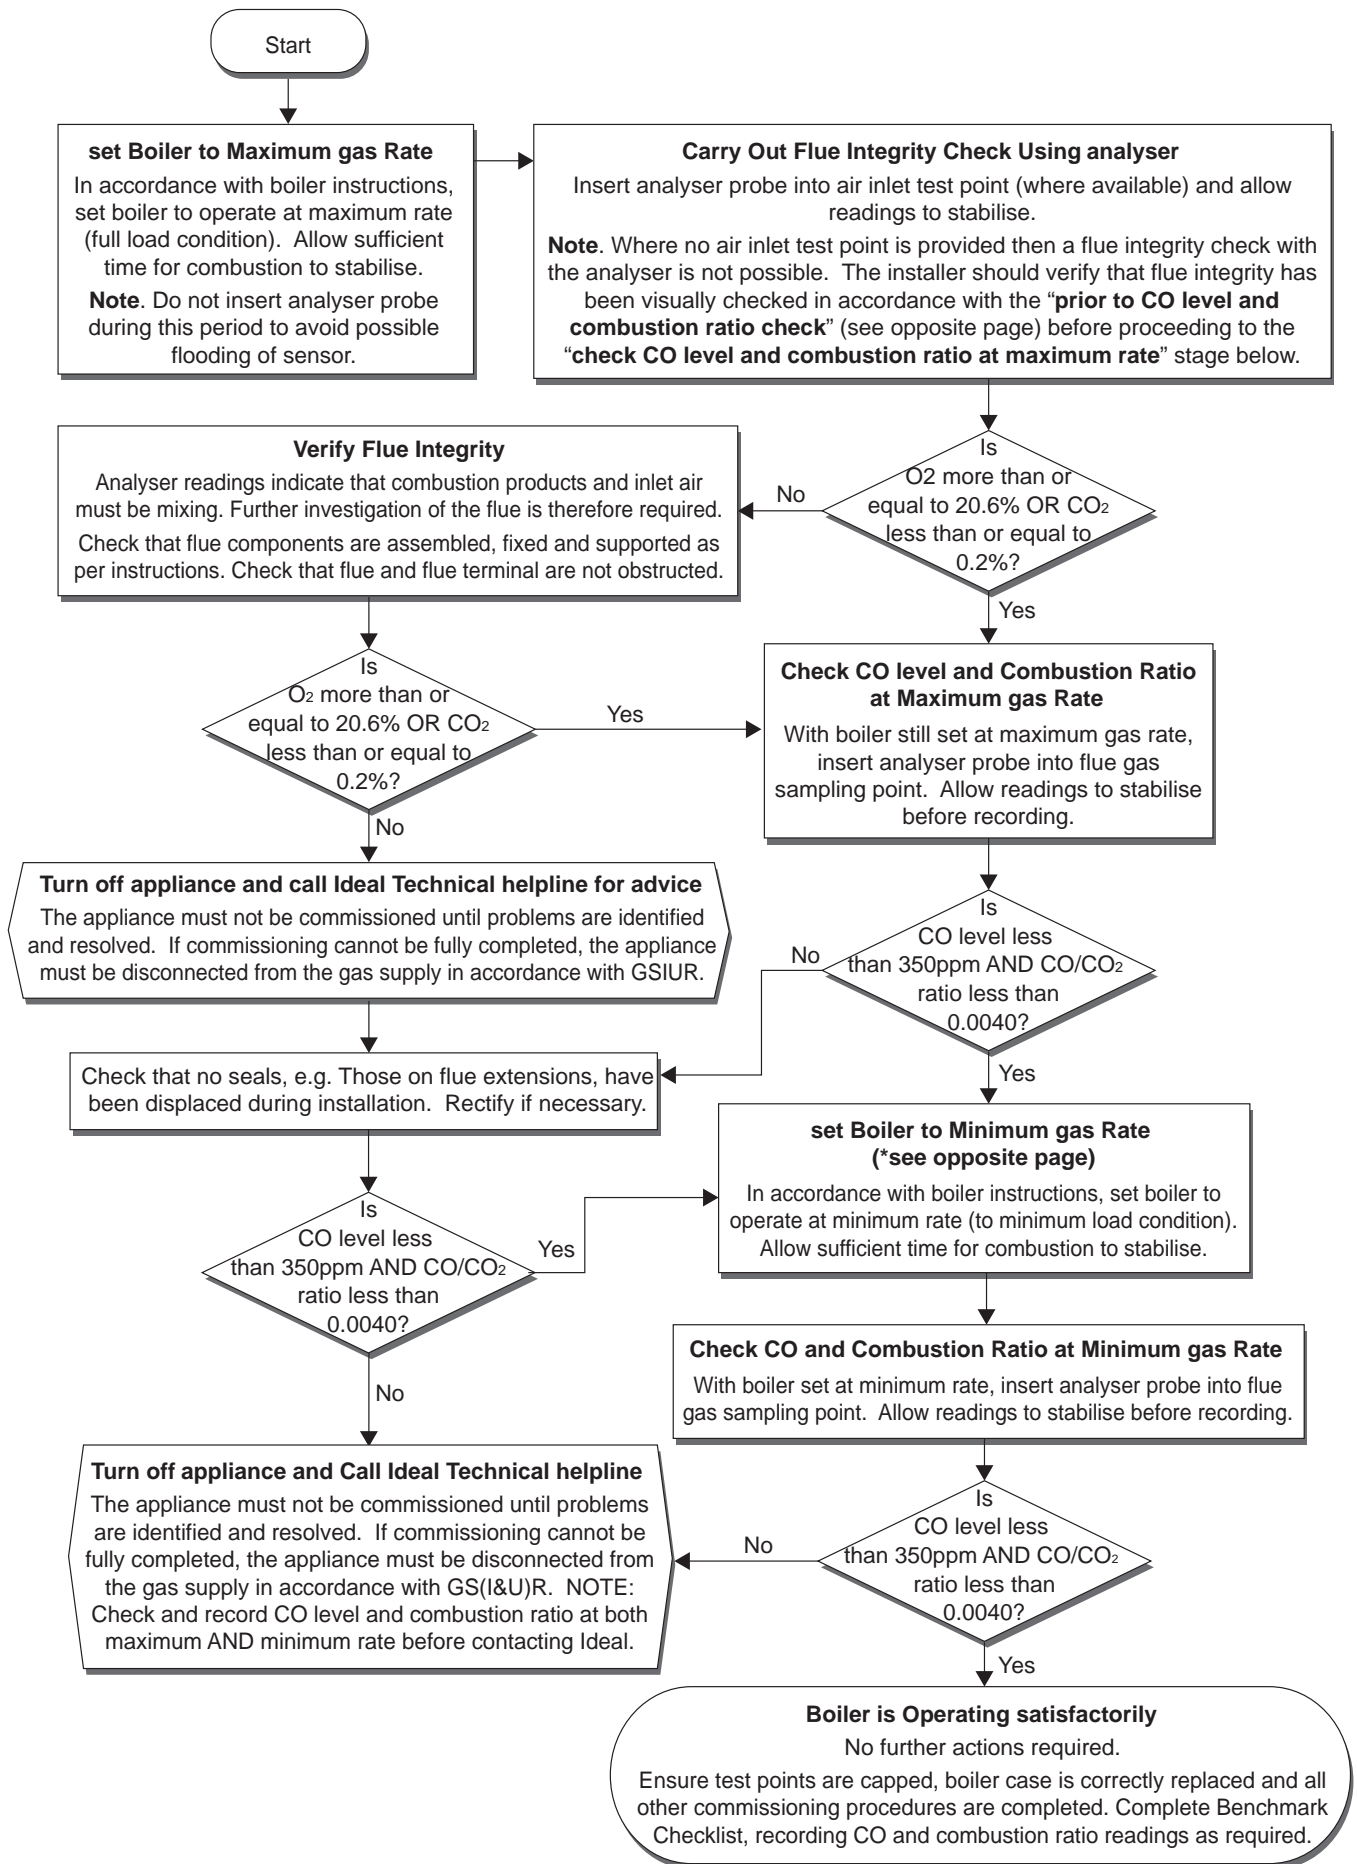 Start
set Boiler to Maximum gas Rate
In accordance with boiler instructions,
set boiler to operate at maximum rate
(full load condition).  Allow sufficient
time for combustion to stabilise.
Note. Do not insert analyser probe
during this period to avoid possible
flooding of sensor.
Carry Out Flue Integrity Check Using analyser
Insert analyser probe into air inlet test point (where available) and allow
readings to stabilise.
Note. Where no air inlet test point is provided then a flue integrity check with
the analyser is not possible.  The installer should verify that flue integrity has
been visually checked in accordance with the “prior to CO level and
combustion ratio check” (see opposite page) before proceeding to the
“check CO level and combustion ratio at maximum rate” stage below.
Is
O2 more than or
equal to 20.6% OR CO2
less than or equal to
0.2%?
No
Yes
Verify Flue Integrity
Analyser readings indicate that combustion products and inlet air
must be mixing. Further investigation of the flue is therefore required.
Check that flue components are assembled, fixed and supported as
per instructions. Check that flue and flue terminal are not obstructed.
Is
O2 more than or
equal to 20.6% OR CO2
less than or equal to
0.2%?
Yes
No
Check CO level and Combustion Ratio
at Maximum gas Rate
With boiler still set at maximum gas rate,
insert analyser probe into flue gas
sampling point.  Allow readings to stabilise
before recording.
Turn off appliance and call Ideal Technical helpline for advice
The appliance must not be commissioned until problems are identified
and resolved.  If commissioning cannot be fully completed, the appliance
must be disconnected from the gas supply in accordance with GSIUR.
Is
CO level less
than 350ppm AND CO/CO2
ratio less than
0.0040?
No
Yes
Check that no seals, e.g. Those on flue extensions, have
been displaced during installation.  Rectify if necessary.
set Boiler to Minimum gas Rate
(*see opposite page)
In accordance with boiler instructions, set boiler to
operate at minimum rate (to minimum load condition).
Allow sufficient time for combustion to stabilise.
Is
CO level less
than 350ppm AND CO/CO2
ratio less than
0.0040?
Yes
No
Check CO and Combustion Ratio at Minimum gas Rate
With boiler set at minimum rate, insert analyser probe into flue
gas sampling point.  Allow readings to stabilise before recording.
Turn off appliance and Call Ideal Technical helpline
The appliance must not be commissioned until problems
are identified and resolved.  If commissioning cannot be
fully completed, the appliance must be disconnected from
the gas supply in accordance with GS(I&U)R.  NOTE:
Check and record CO level and combustion ratio at both
maximum AND minimum rate before contacting Ideal.
Is
CO level less
than 350ppm AND CO/CO2
ratio less than
0.0040?
No
Yes
Boiler is Operating satisfactorily
No further actions required.
Ensure test points are capped, boiler case is correctly replaced and all
other commissioning procedures are completed. Complete Benchmark
Checklist, recording CO and combustion ratio readings as required.